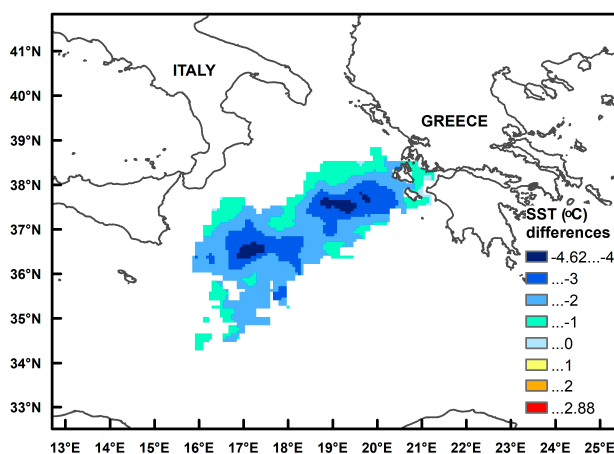 41°N
ITALY
40°N
GREECE
39°N
38°N
37°N
SST (ºC)
differences
-4.62...-4
36°N
...-3
...-2
35°N
...-1
...0
34°N
...1
...2
33°N
...2.88
13°E 14°E 15°E 16°E 17°E 18°E 19°E 20°E 21°E 22°E 23°E 24°E 25°E